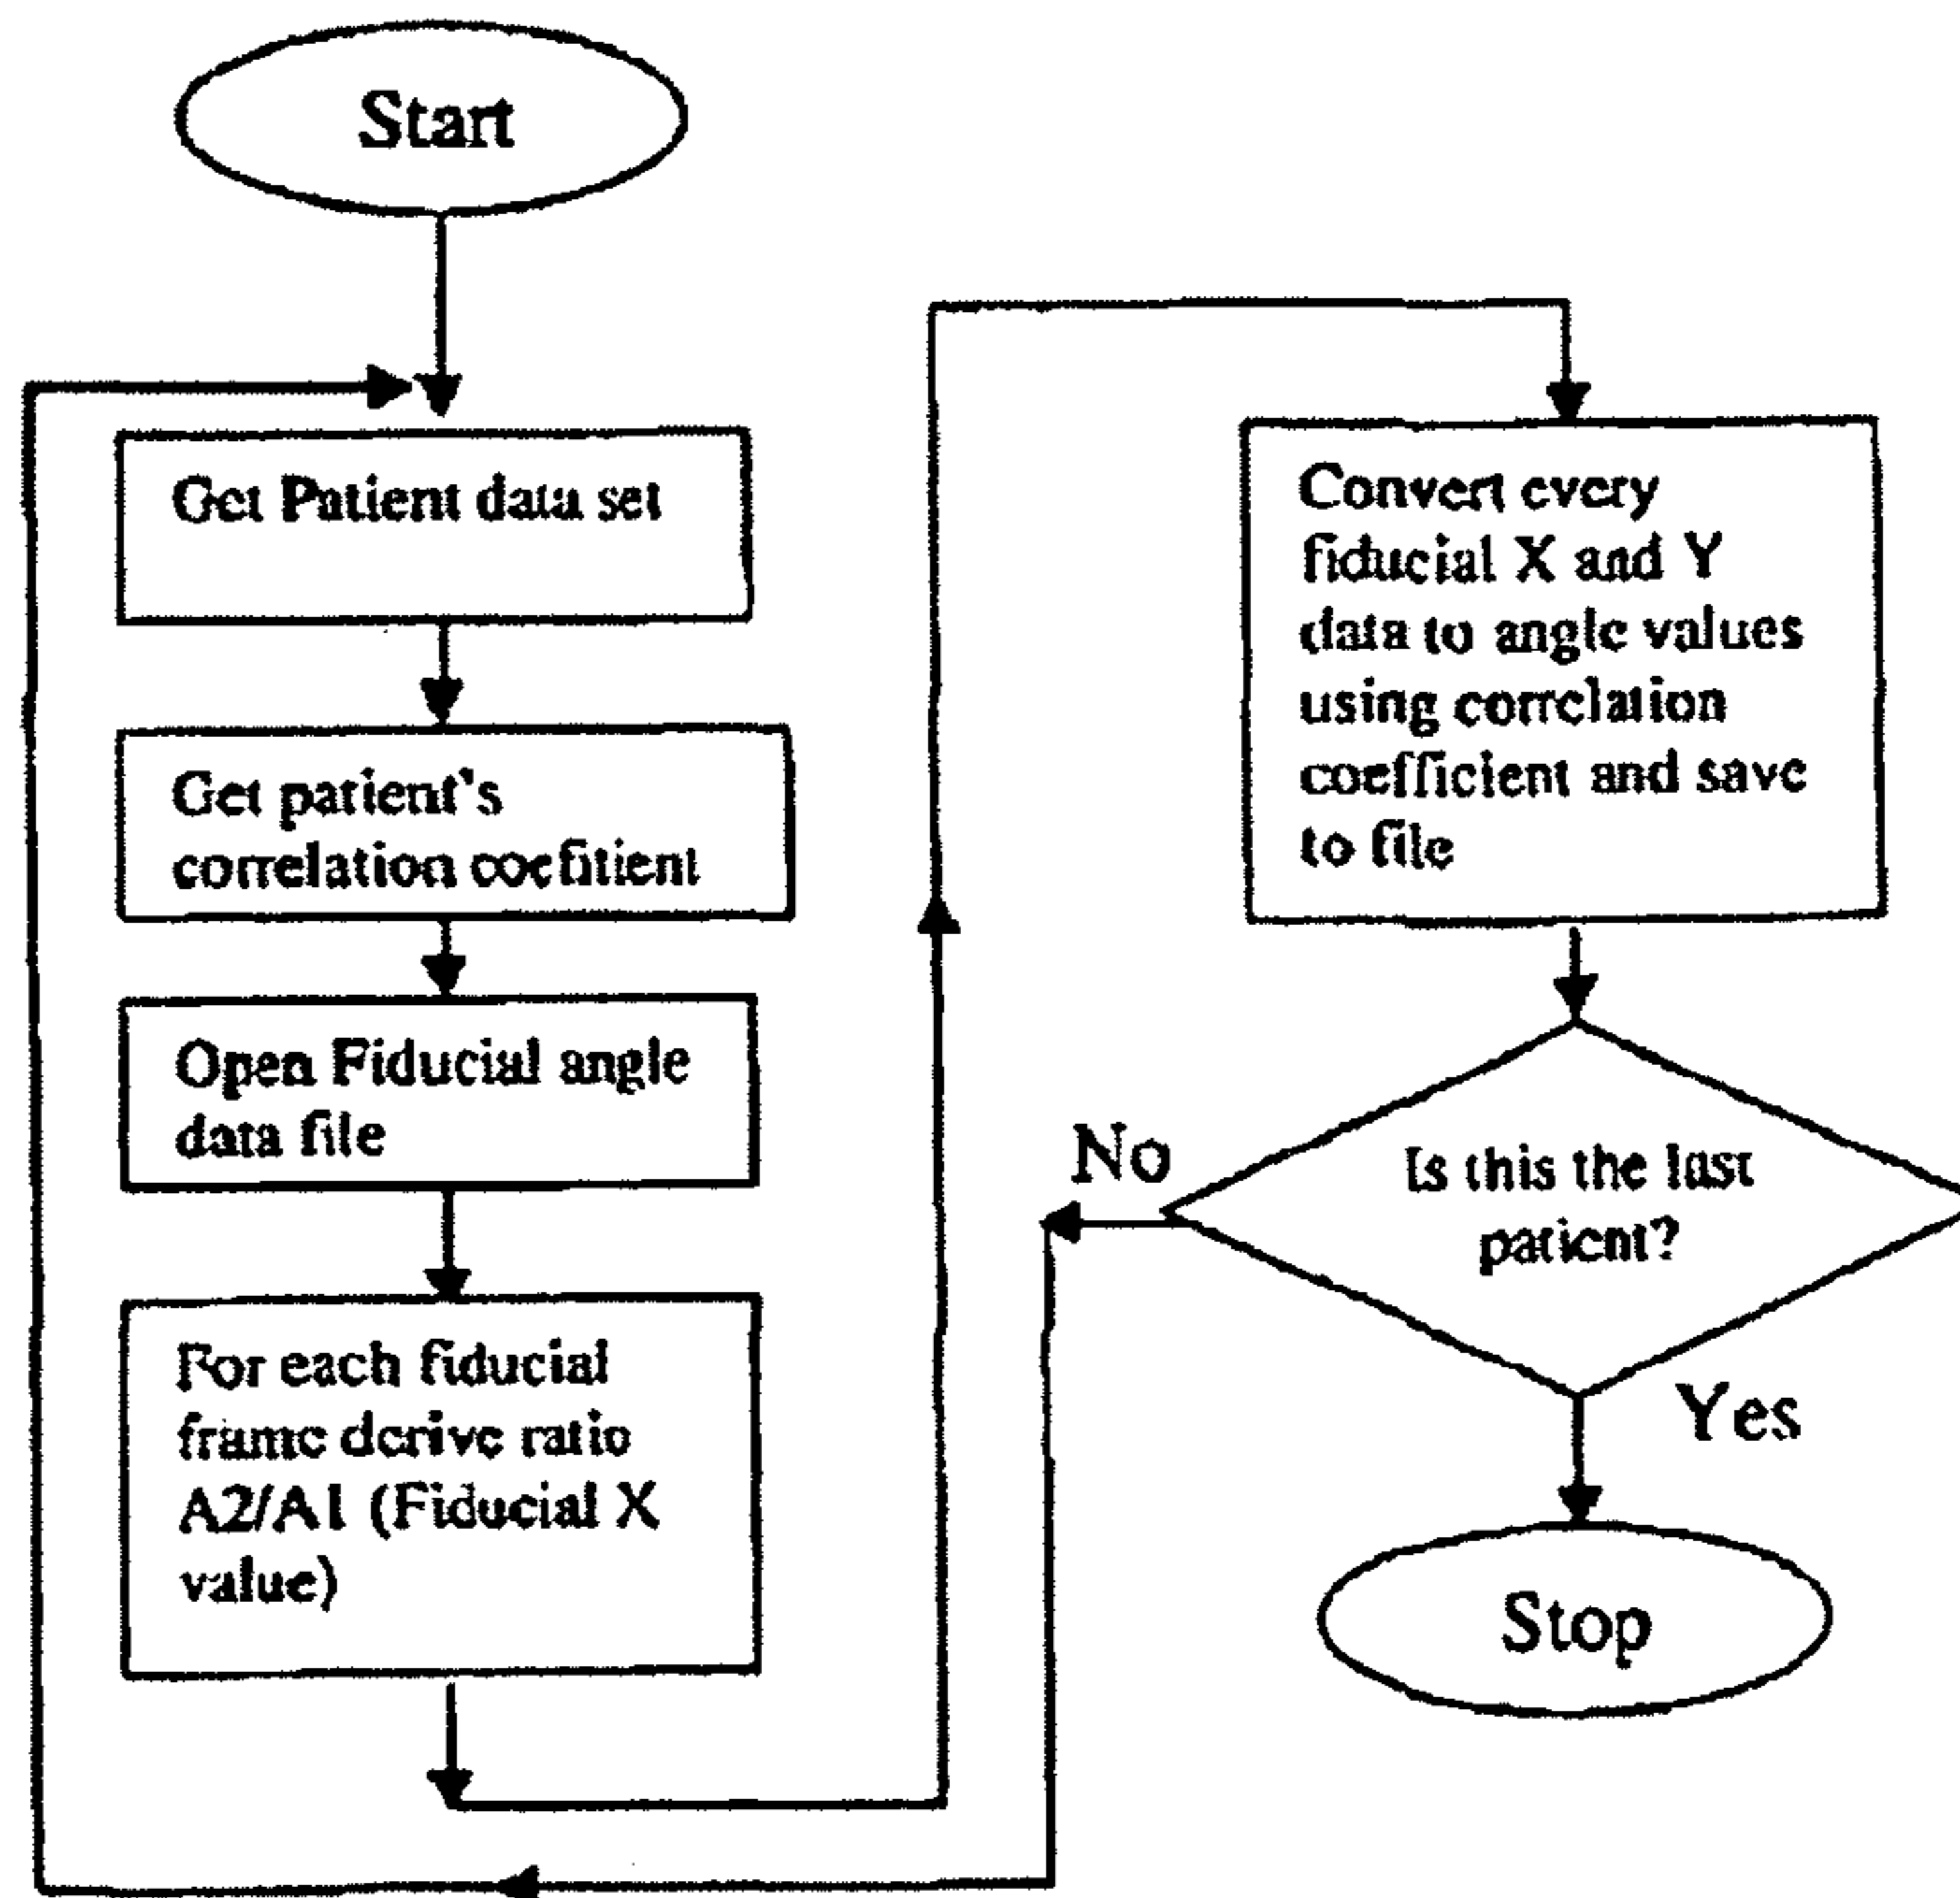 Start
Get Patient data set
Get patient's
correlation coefitient
Open Fiducial angle
data file
For each fiducial
frame derive ratio
A2/A1 (Fiducial X
value)
Convert every
fiducial X and Y
data to angle values
using correlation
coefficient and save
to file
Is this the last
patient?
No
Yes
Stop